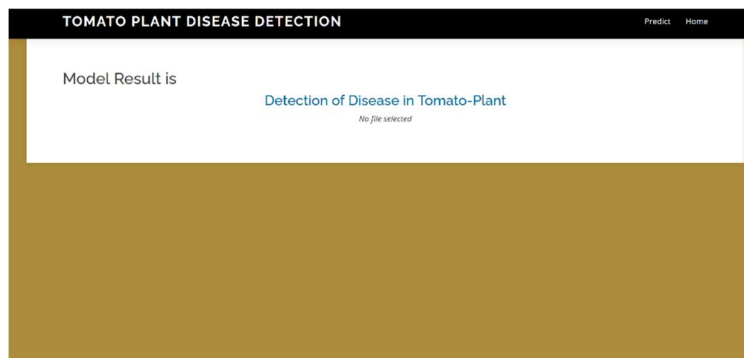 TOMATO PLANT DISEASE DETECTION
Predict Home
Model Result is
Detection of Disease in Tomato-Plant
No file selected